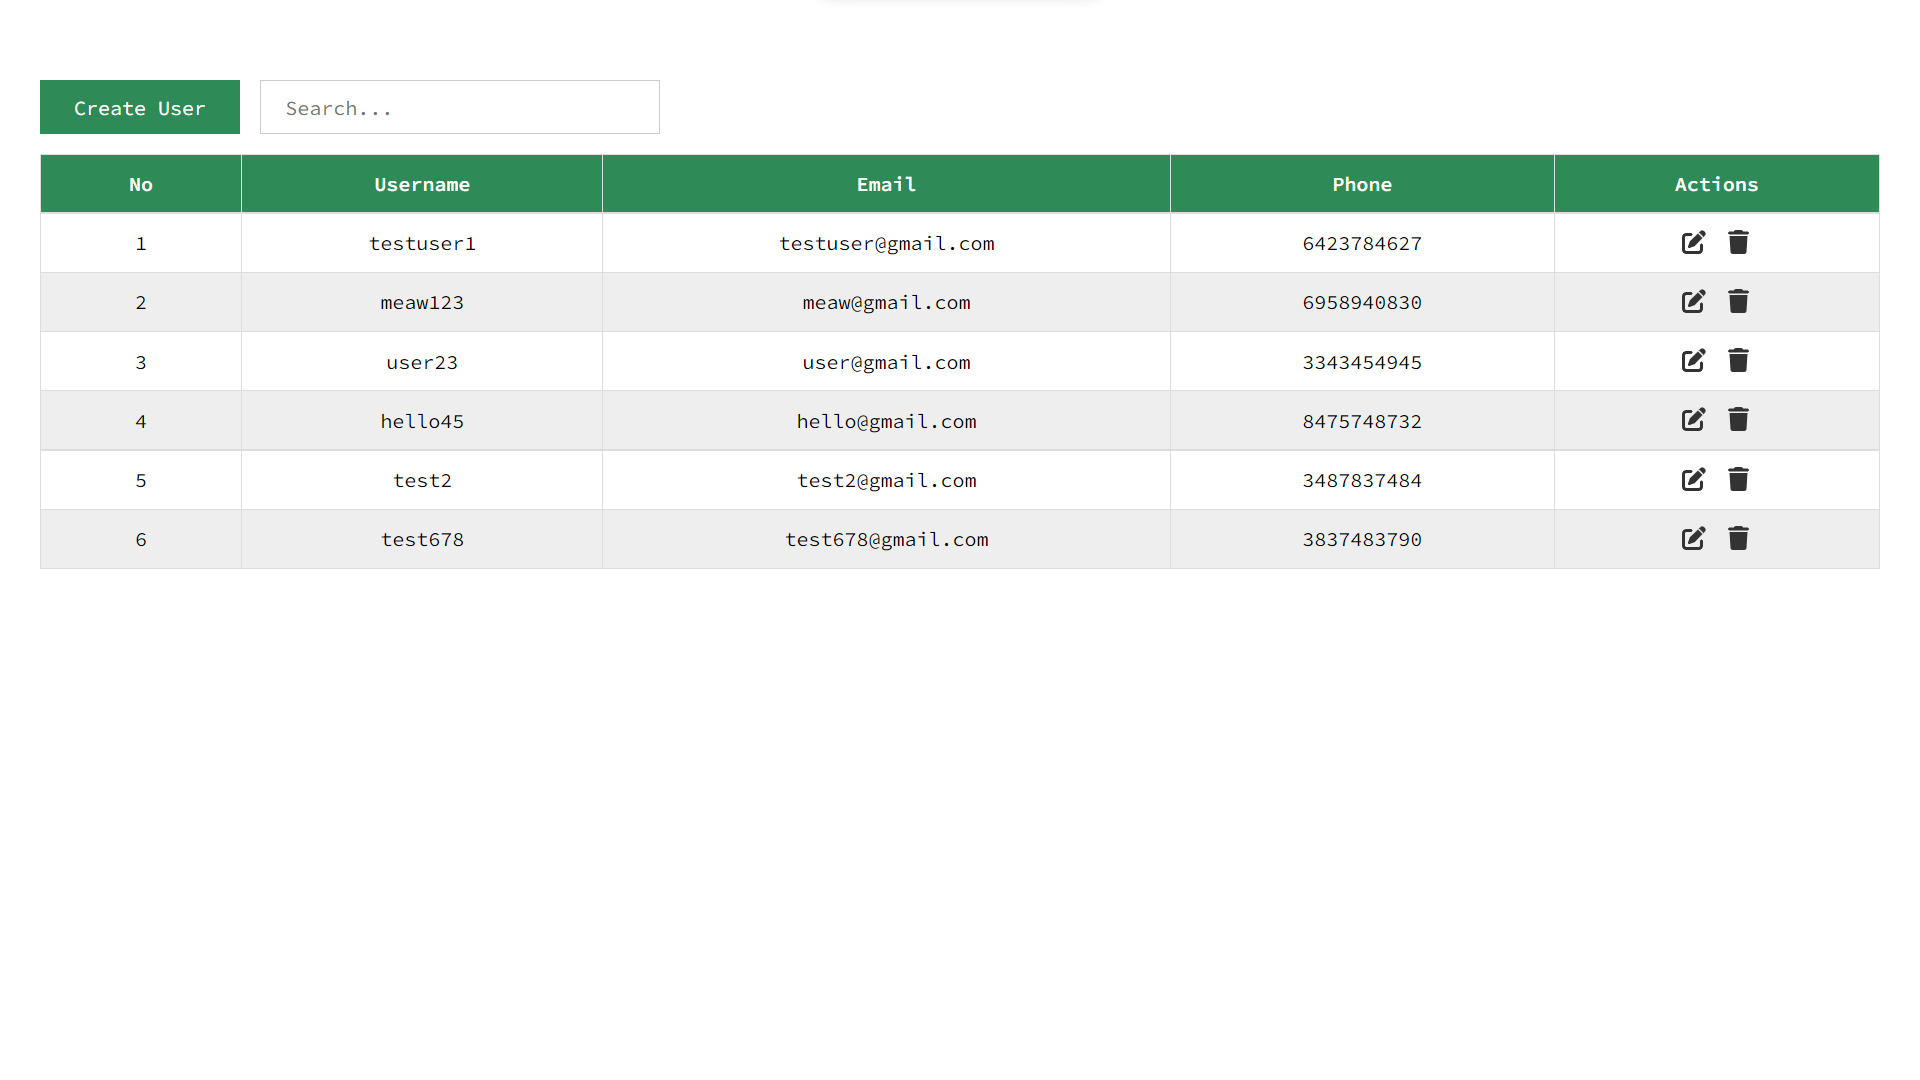 Create User Search...
No Username Email Phone Actions
1 testuser1 testuser@gmail.com 6423784627
2 meaw123 meaw@gmail.com 6958940830
3 user23 user@gmail.com 3343454945
4 hello45 hello@gmail.com 8475748732
5 test2 test2@gmail.com 3487837484
6 test678 test678@gmail.com 3837483790